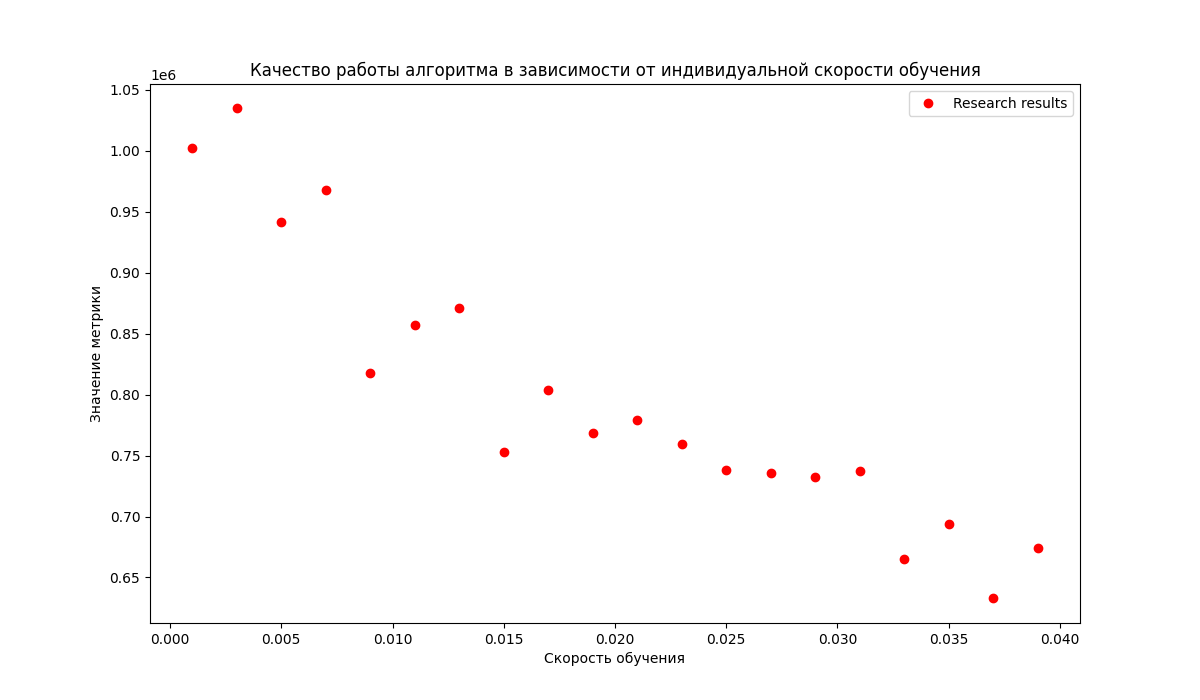 Качество работы алгоритма в зависимости от индивидуальной скорости обучения
1e6
Research results
1.05
1.00
0.95
0.90
0.85
0.80
0.75
0.70
0.65
Значение метрики
0.000 0.005 0.010 0.015 0.020 0.025 0.030 0.035 0.040
Скорость обучения